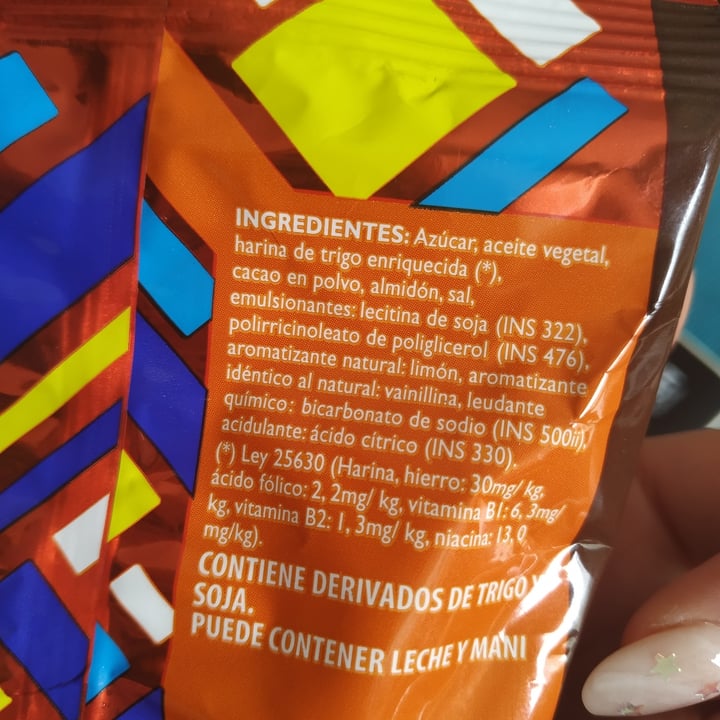 INGREDIENTES: Azúcar, aceite vegetal,
harina de trigo enriquecida (*),
cacao en polvo, almidón, sal,
emulsionantes: lecitina de soja (INS 322),
polirricinoleato de poliglicerol (INS 476),
aromatizante natural: limón, aromatizante
idéntico al natural: vainillina, leudante
químico: bicarbonato de sodio (INS 500ii),
acidulante: ácido cítrico (INS 330).
(*) Ley 25630 (Harina, hierro: 30mg/ kg,
ácido fólico: 2, 2mg/ kg, vitamina B1: 6, 3mg/
kg, vitamina B2: 1, 3mg/ kg, niacina: 13, 0
mg/kg).
CONTIENE DERIVADOS DE TRIGO Y
SOJA.
PUEDE CONTENER LECHE Y MANI